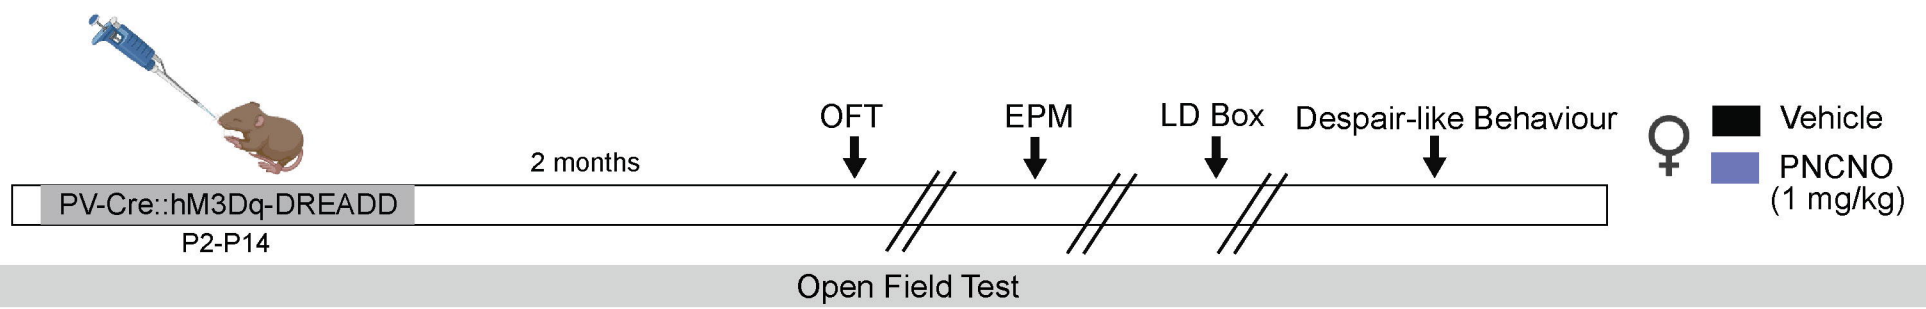 OFT
EPM
LD Box
Despair-like Behaviour
Vehicle
2 months
PNCNO
(1 mg/kg)
PV-Cre::hM3Dq-DREADD
P2-P14
Open Field Test